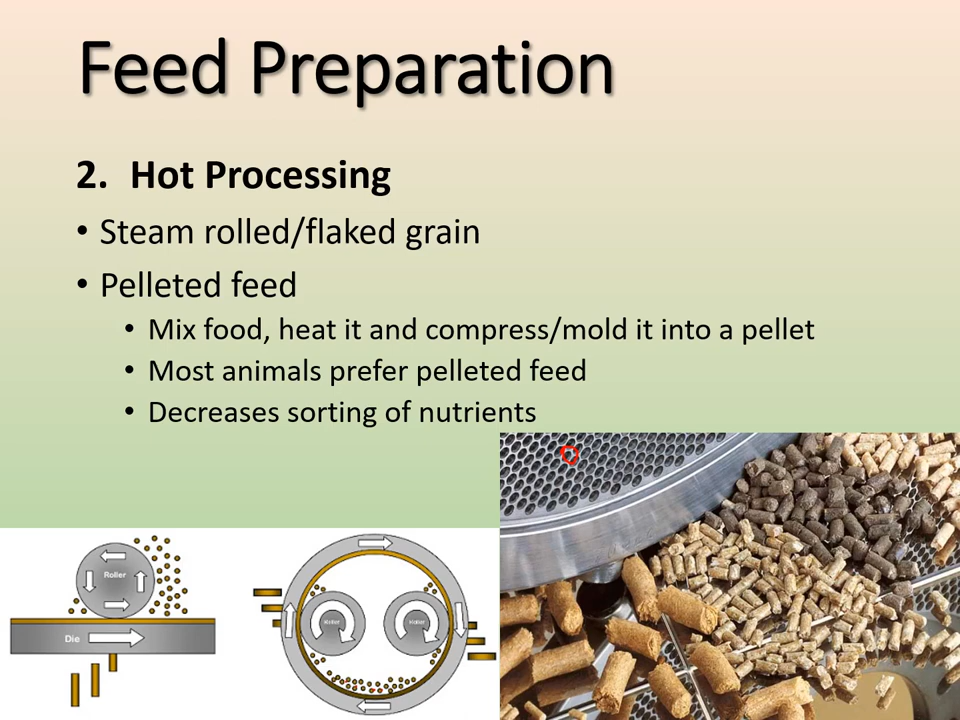 Feed Preparation
2. Hot Processing
• Steam rolled/flaked grain
• Pelleted feed
• Mix food, heat it and compress/mold it into a pellet
• Most animals prefer pelleted feed
• Decreases sorting of nutrients
Roller
Die
Roller
Roller